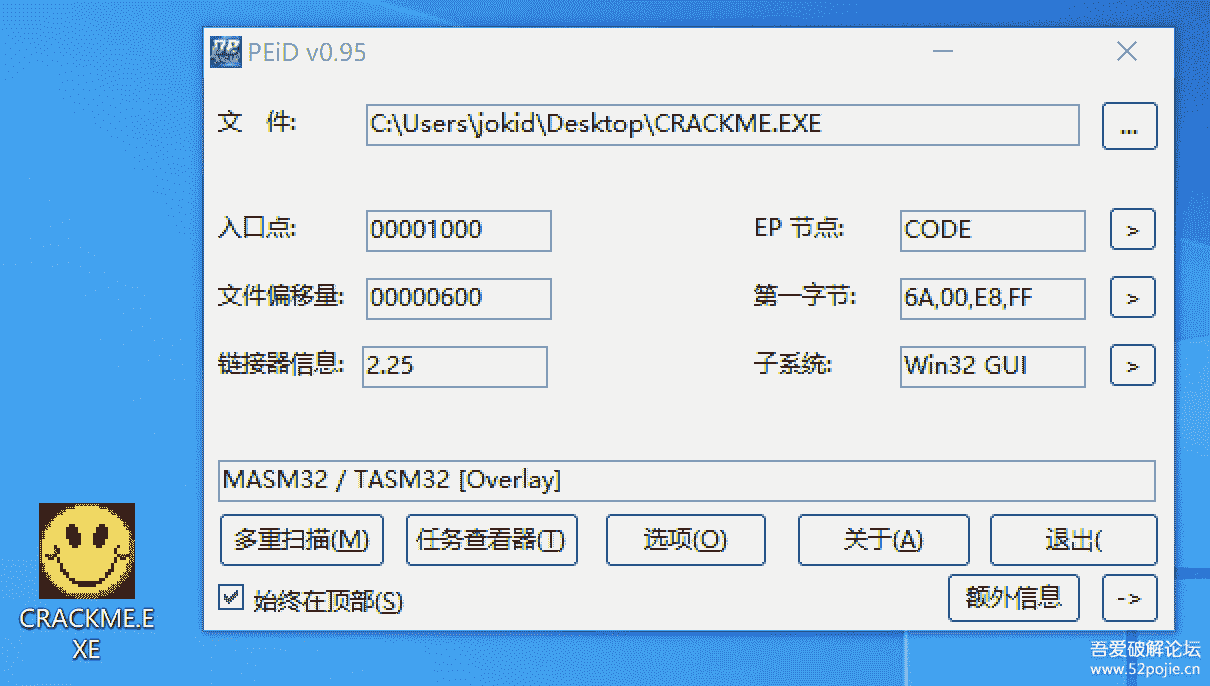 PEiD v0.95
文 件: C:\Users\jokid\Desktop\CRACKME.EXE ...
入口点: 00001000 EP 节点: CODE >
文件偏移量: 00000600 第一字节: 6A,00,E8,FF >
链接器信息: 2.25 子系统: Win32 GUI >
MASM32 / TASM32 [Overlay]
多重扫描(M) 任务查看器(T) 选项(O) 关于(A) 退出(
始终在顶部(S) 额外信息 ->
CRACKME.E
XE
吾爱破解论坛
www.52pojie.cn